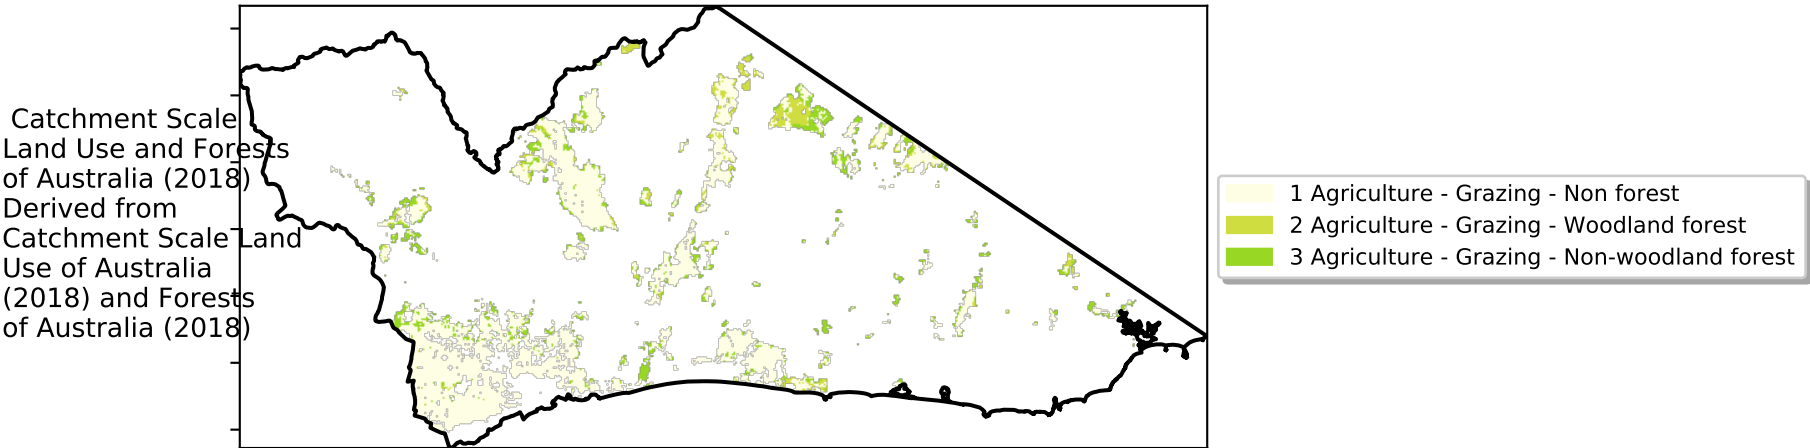 Catchment Scale
Land Use and Forests
of Australia (2018)
Derived from
Catchment Scale Land
Use of Australia
(2018) and Forests
of Australia (2018)
1 Agriculture - Grazing - Non forest
2 Agriculture - Grazing - Woodland forest
3 Agriculture - Grazing - Non-woodland forest